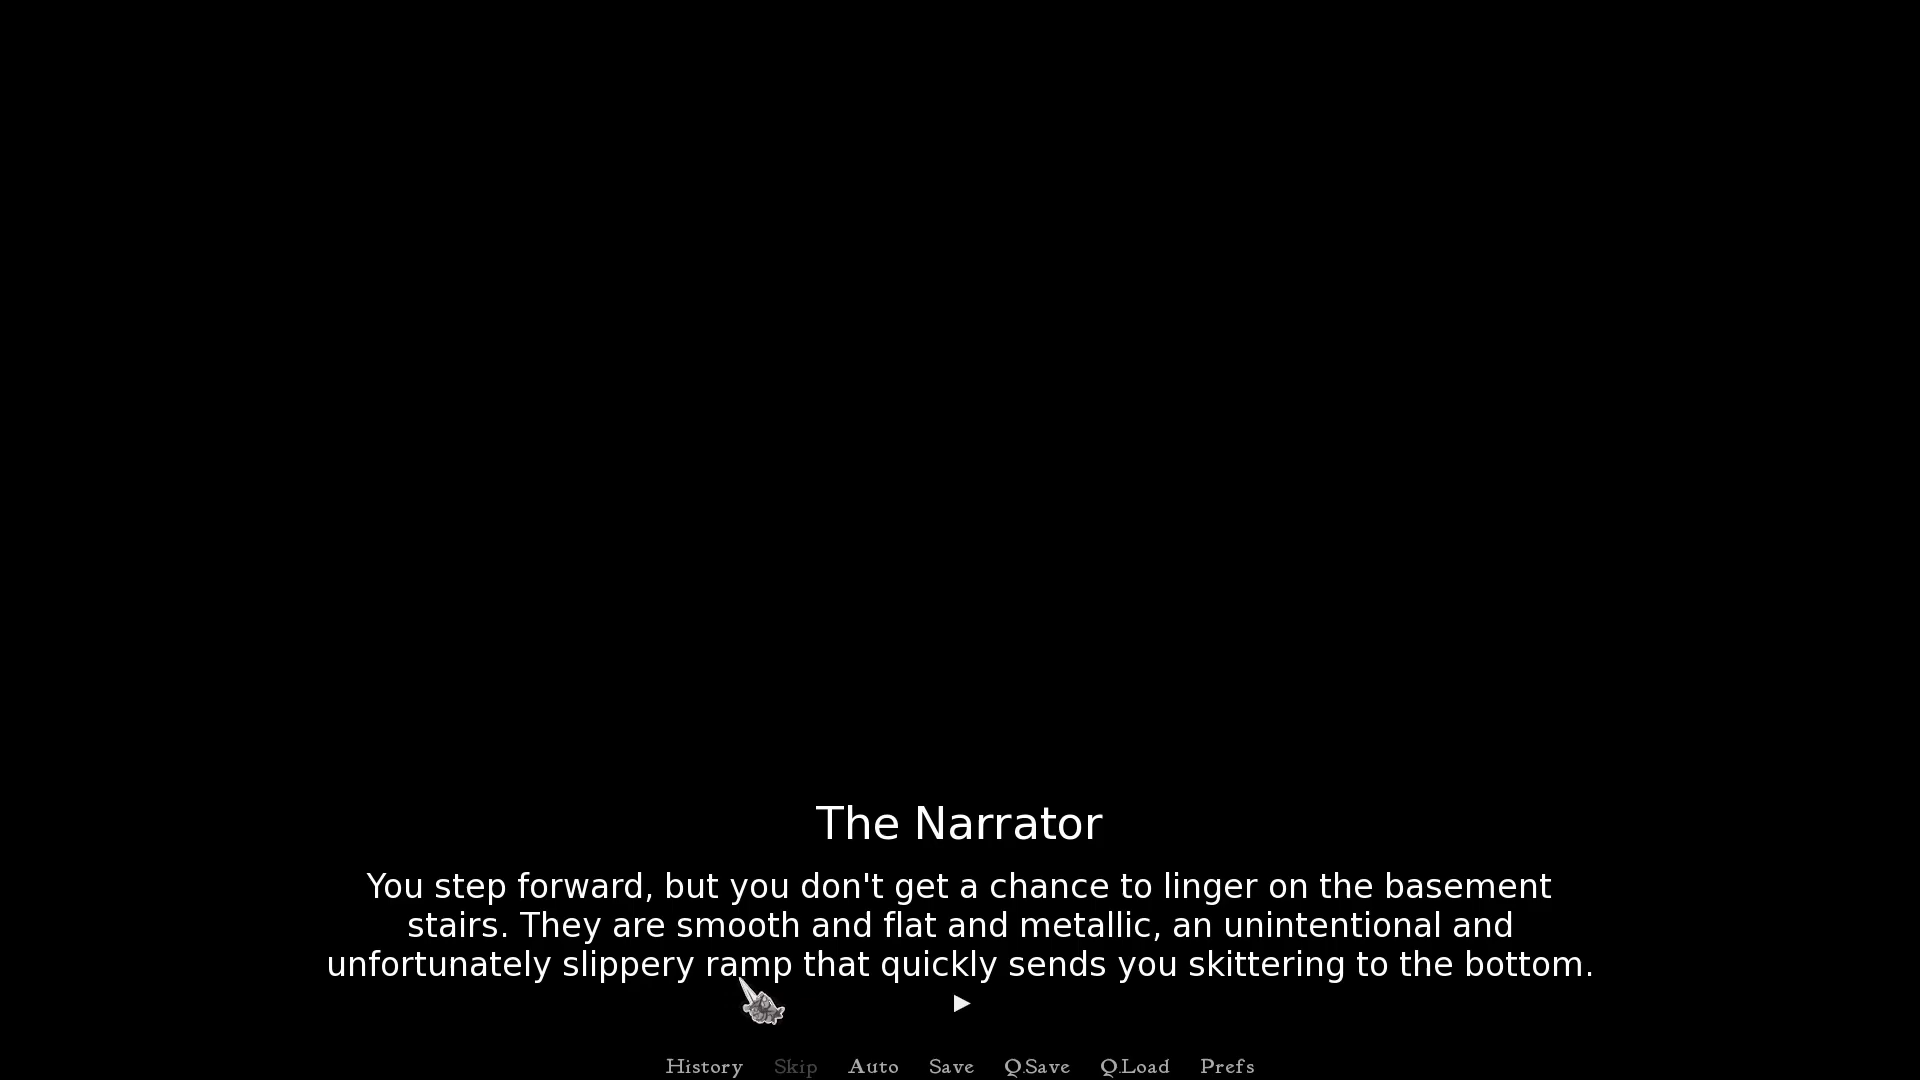 The Narrator
You step forward, but you don't get a chance to linger on the basement
stairs. They are smooth and flat and metallic, an unintentional and
unfortunately slippery ramp that quickly sends you skittering to the bottom.
History Skip Auto Save Q.Save Q.Load Prefs